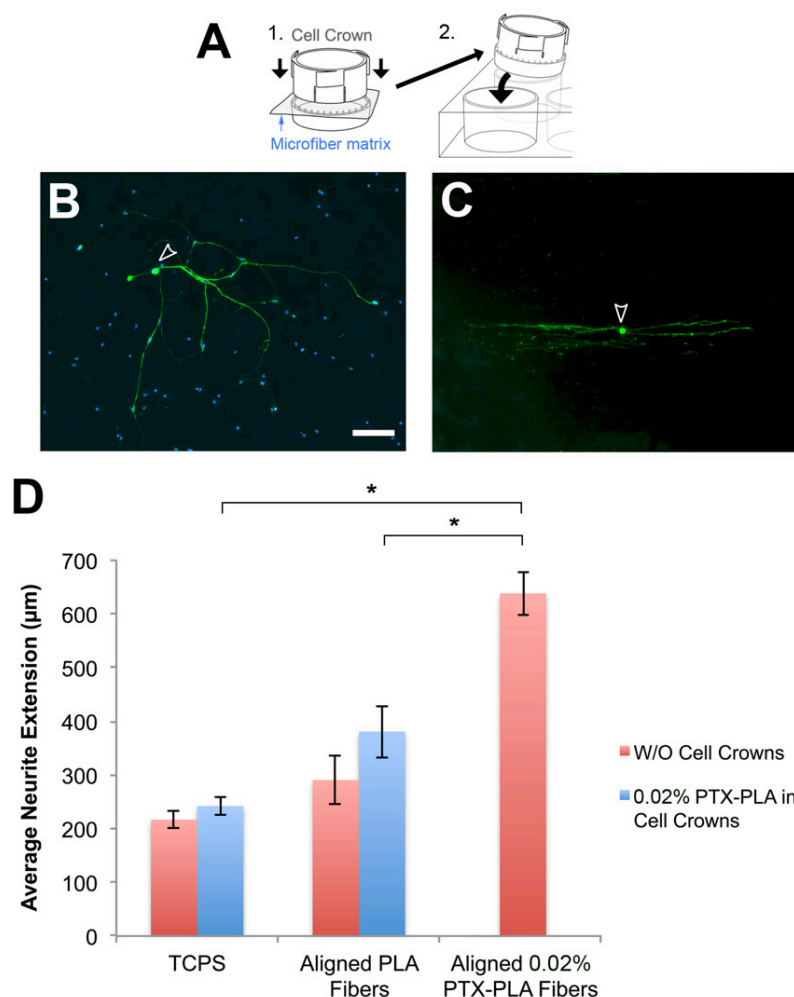 A
1. Cell Crown
2.
Microfiber matrix
B
C
D
*
*
Average Neurite Extension (µm)
700
600
500
400
300
200
100
0
TCPS
Aligned PLA
Fibers
Aligned 0.02%
PTX-PLA Fibers
W/O Cell Crowns
0.02% PTX-PLA in
Cell Crowns